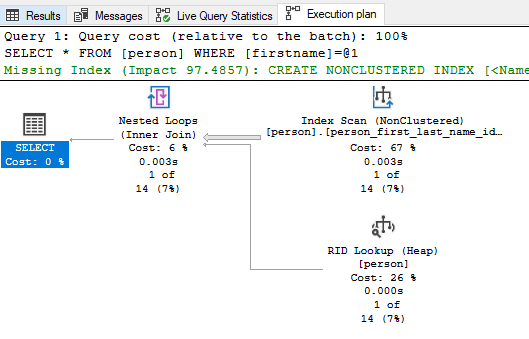 Results Messages Live Query Statistics Execution plan
Query 1: Query cost (relative to the batch): 100%
SELECT * FROM [person] WHERE [firstname]=@1
Missing Index (Impact 97.4857): CREATE NONCLUSTERED INDEX [<Name
SELECT
Cost: 0 %
Nested Loops
(Inner Join)
Cost: 6 %
0.003s
1 of
14 (7%)
Index Scan (NonClustered)
[person].[person_first_last_name_id…
Cost: 67 %
0.003s
1 of
14 (7%)
RID Lookup (Heap)
[person]
Cost: 26 %
0.000s
1 of
14 (7%)